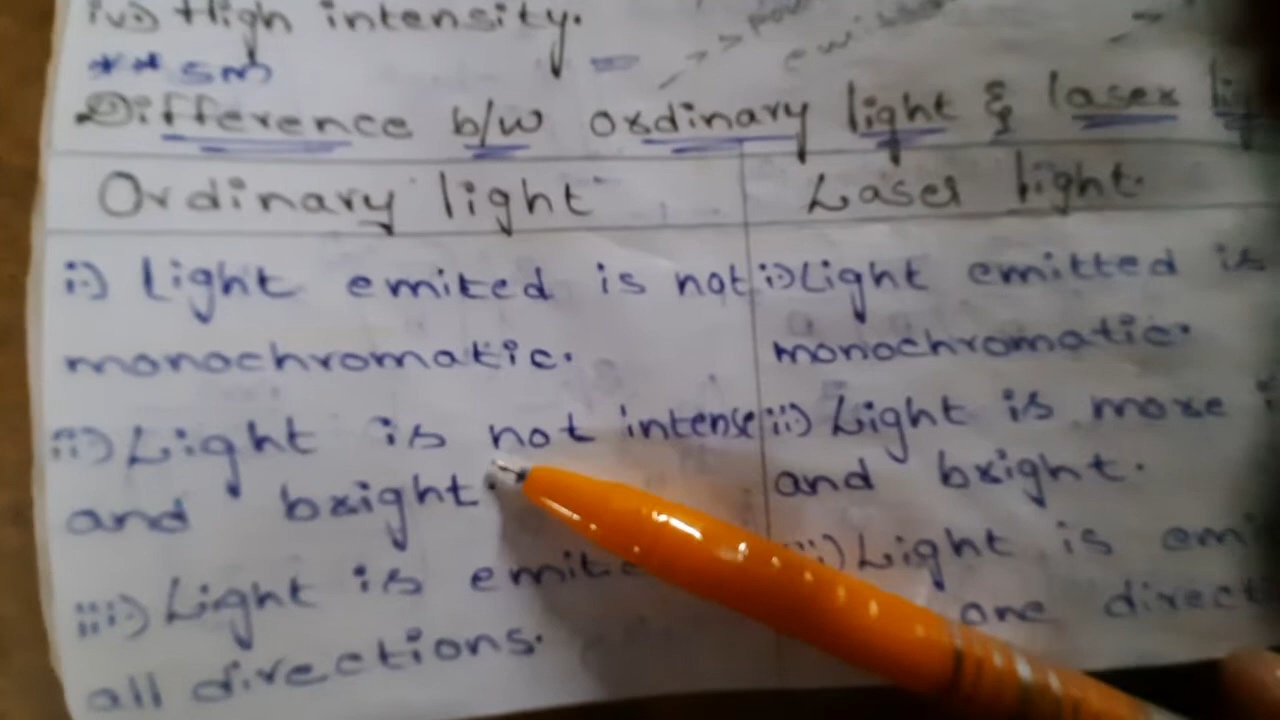 iv) High intensity.
** 5m
Difference b/w ordinary light & laser
Ordinary light
Laser light.
i) Light emited is not
monochromatic.
ii) Light is not intense
and bright.
iii) Light is
all directions.
i) Light emitted is
monochromatic.
ii) Light is more
and bright.
Light is
one